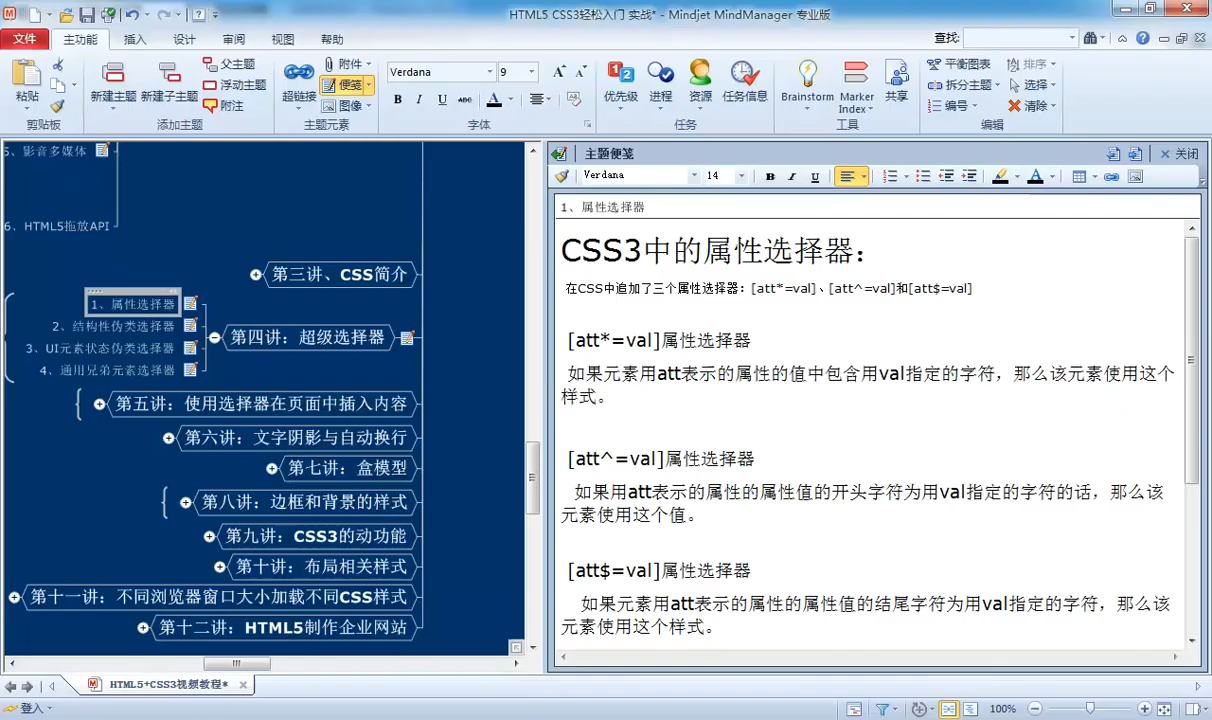 HTML5 CSS3轻松入门 实战* - Mindjet MindManager 专业版
文件
主功能
插入
设计
审阅
视图
帮助
查找:
粘贴
剪贴板
新建主题
新建子主题
父主题
浮动主题
附注
添加主题
超链接
附件
便笺
图像
主题元素
Verdana
9
B I U abc A
字体
优先级
进程
资源
任务信息
任务
Brainstorm
Marker
Index
共享
工具
平衡图表
拆分主题
编号
排序
选择
清除
编辑
5、影音多媒体
6、HTML5拖放API
第三讲、CSS简介
1、属性选择器
2、结构性伪类选择器
3、UI元素状态伪类选择器
4、通用兄弟元素选择器
第四讲：超级选择器
第五讲：使用选择器在页面中插入内容
第六讲：文字阴影与自动换行
第七讲：盒模型
第八讲：边框和背景的样式
第九讲：CSS3的动功能
第十讲：布局相关样式
第十一讲：不同浏览器窗口大小加载不同CSS样式
第十二讲：HTML5制作企业网站
主题便笺
关闭
Verdana
14
B I U
A
1、属性选择器
CSS3中的属性选择器：
在CSS中追加了三个属性选择器：[att*=val]、[att^=val]和[att$=val]
[att*=val]属性选择器
如果元素用att表示的属性的值中包含用val指定的字符，那么该元素使用这个
样式。
[att^=val]属性选择器
如果用att表示的属性的属性值的开头字符为用val指定的字符的话，那么该
元素使用这个值。
[att$=val]属性选择器
如果元素用att表示的属性的属性值的结尾字符为用val指定的字符，那么该
元素使用这个样式。
HTML5+CSS3视频教程*
登入
100%